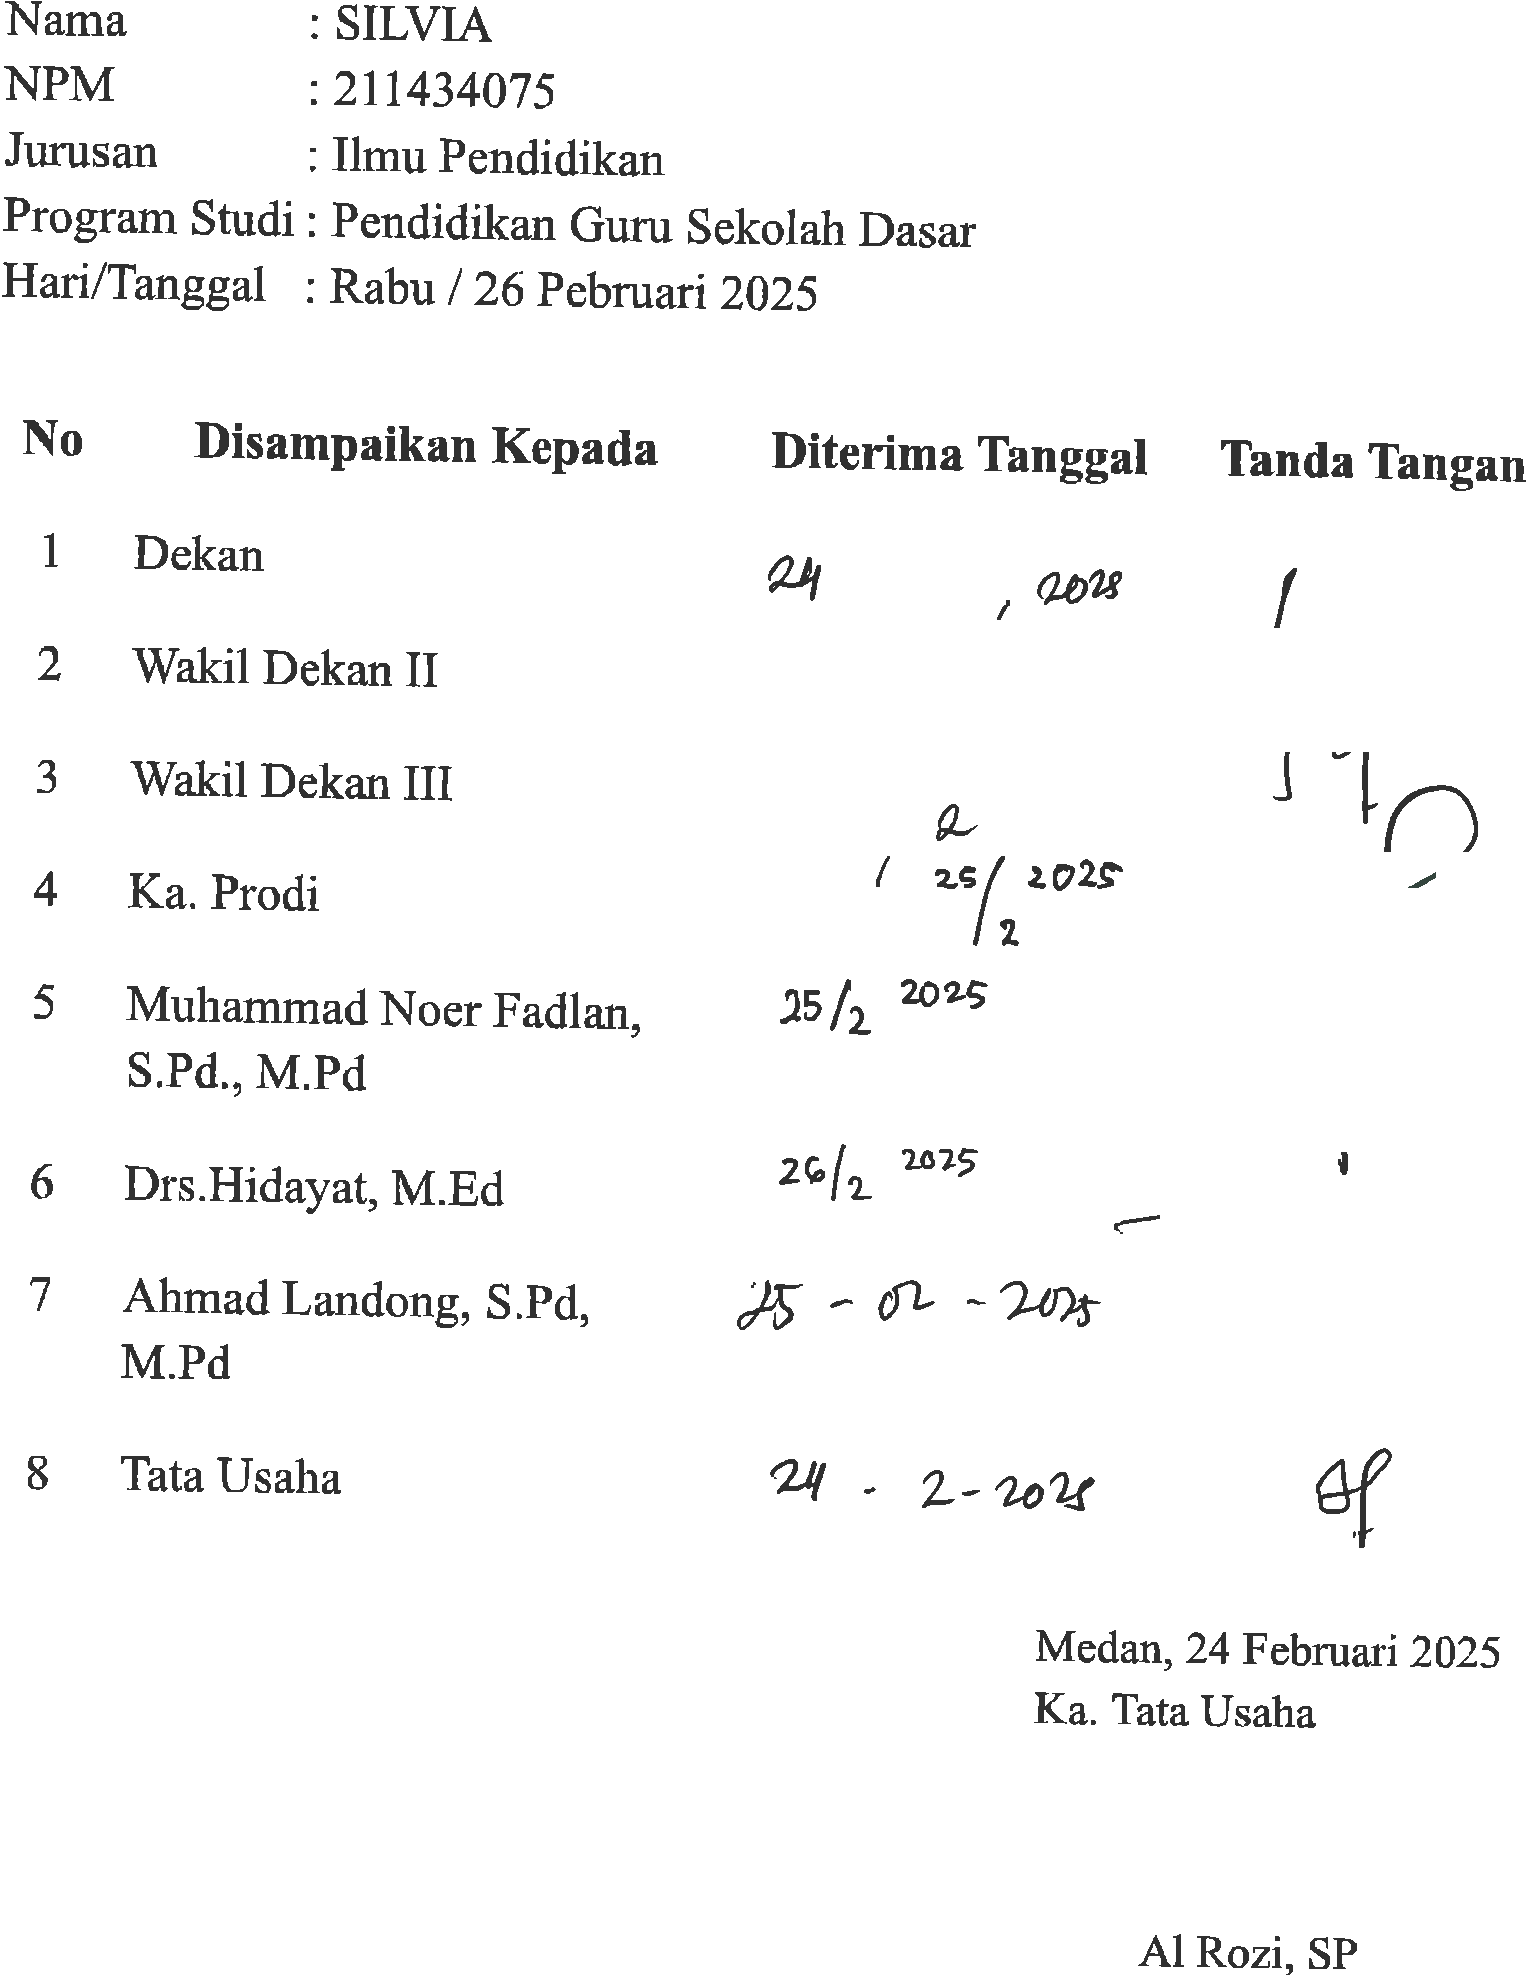 Nama : SILVIA
NPM : 211434075
Jurusan : Ilmu Pendidikan
Program Studi : Pendidikan Guru Sekolah Dasar
Hari/Tanggal : Rabu / 26 Pebruari 2025
No Disampaikan Kepada Diterima Tanggal Tanda Tangan
1 Dekan 24 , 2025
2 Wakil Dekan II
3 Wakil Dekan III
2
4 Ka. Prodi 25/2 2025
5 Muhammad Noer Fadlan, 25/2 2025
S.Pd., M.Pd
6 Drs.Hidayat, M.Ed 26/2 2025
7 Ahmad Landong, S.Pd, 25 - 02 - 2025
M.Pd
8 Tata Usaha 24 - 2-2025
Medan, 24 Februari 2025
Ka. Tata Usaha
Al Rozi, SP